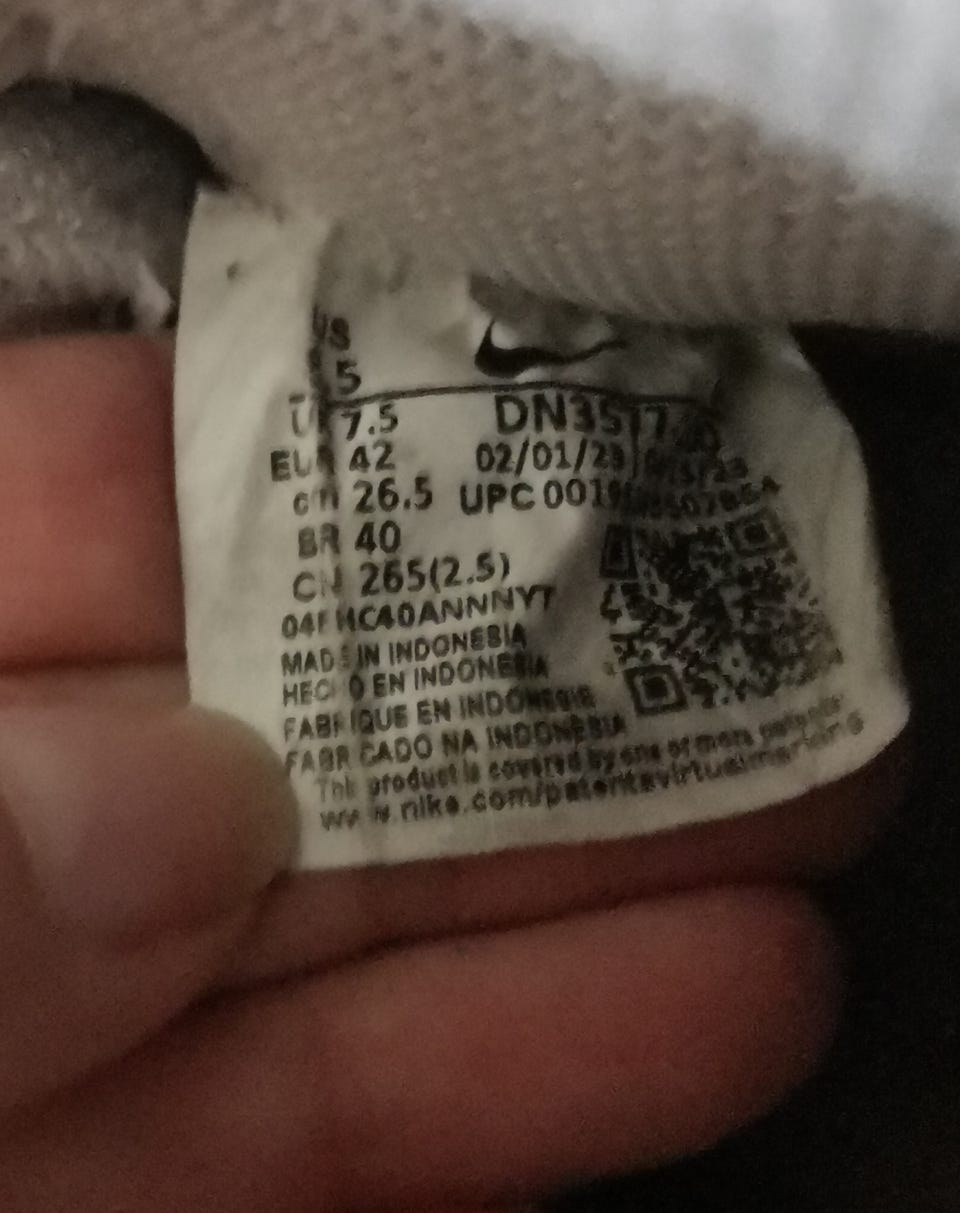 US
5
7.5
EUR 42
cm 26.5
BR 40
CN 265(2.5)
DN35
02/01/23
UPC
MADE IN INDONESIA
HECHO EN INDONESIA
FABRIQUE EN INDONESIE
FABRICADO NA INDONESIA
This product is covered by one of more patents
www.nike.com/patentsvirtualmarking